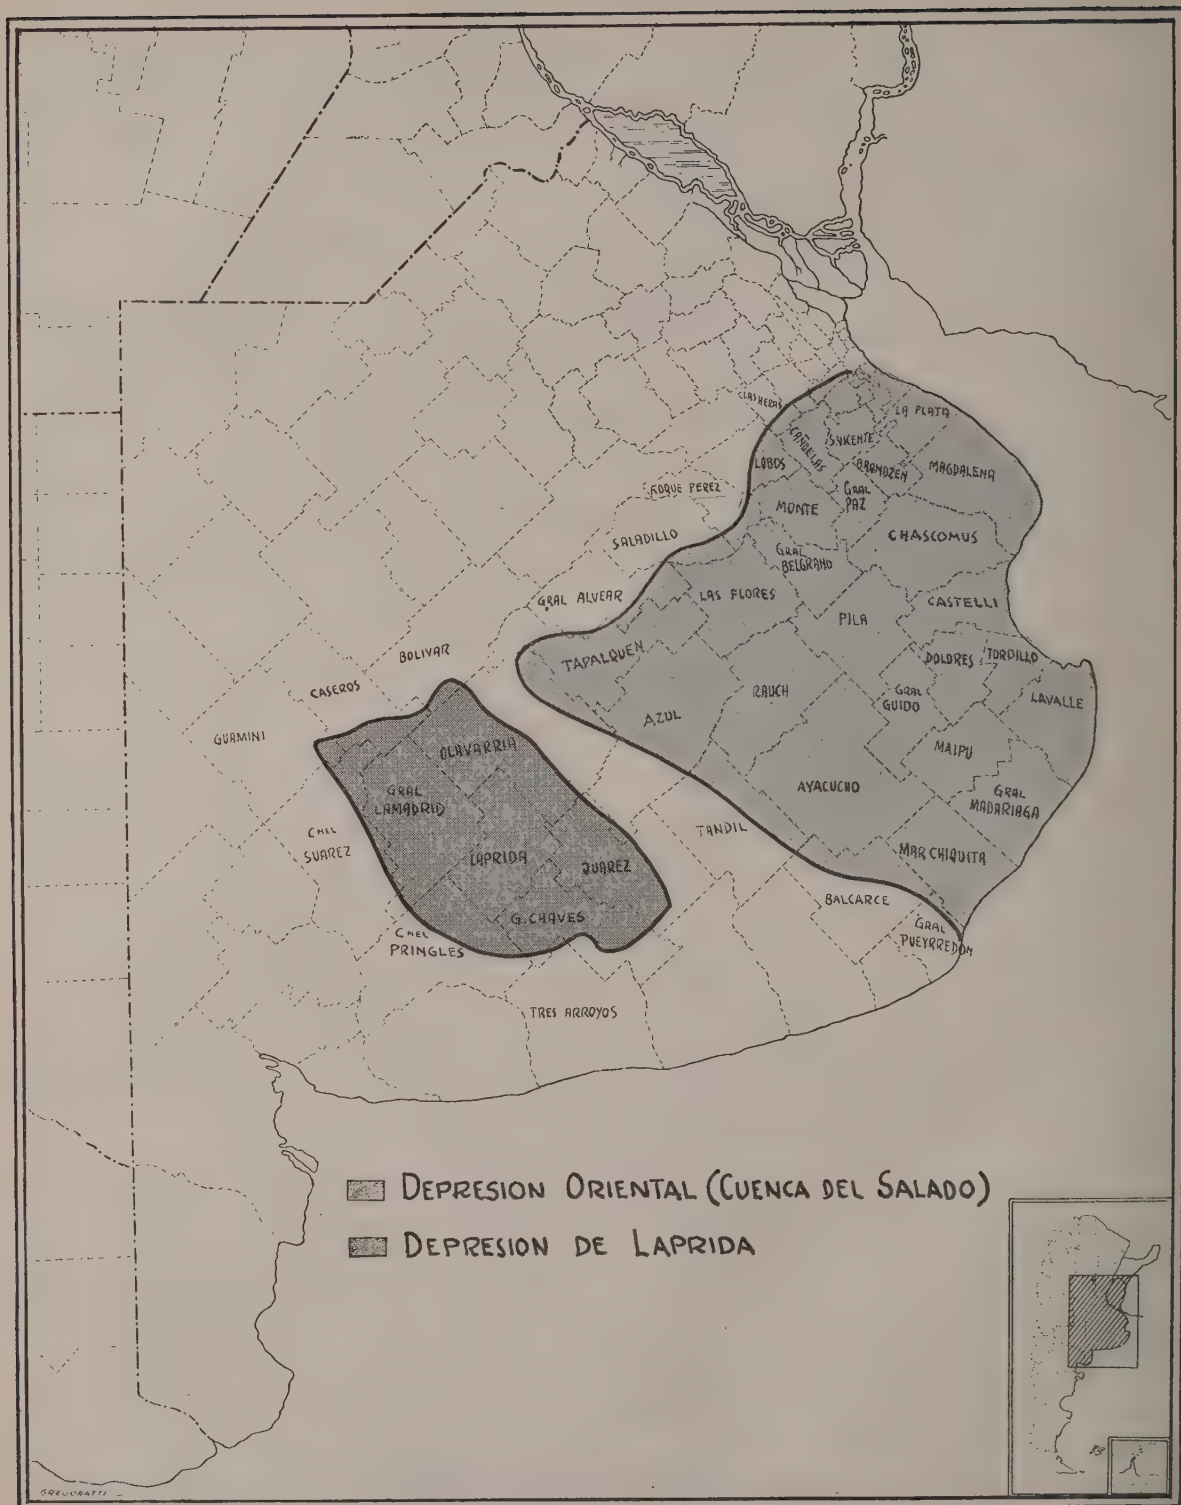 LAS HERAS
LA PLATA
CAÑUELAS
S.VICENTE
LOBOS
BRANDZEN
MAGDALENA
ROQUE PEREZ
GRAL
PAZ
MONTE
SALADILLO
CHASCOMUS
GRAL
BELGRANO
GRAL ALVEAR
LAS FLORES
CASTELLI
PILA
BOLIVAR
TAPALQUEN
DOLORES
TORDILLO
CASEROS
RAUCH
GRAL
GUIDO
LAVALLE
AZUL
GUAMINI
OLAVARRIA
MAIPU
GRAL
LAMADRID
AYACUCHO
GRAL
MADARIAGA
CNEL
SUAREZ
TANDIL
LAPRIDA
JUAREZ
MAR CHIQUITA
BALCARCE
G. CHAVES
CNEL
PRINGLES
GRAL
PUEYRREDON
TRES ARROYOS
DEPRESION ORIENTAL (CUENCA DEL SALADO)
DEPRESION DE LAPRIDA